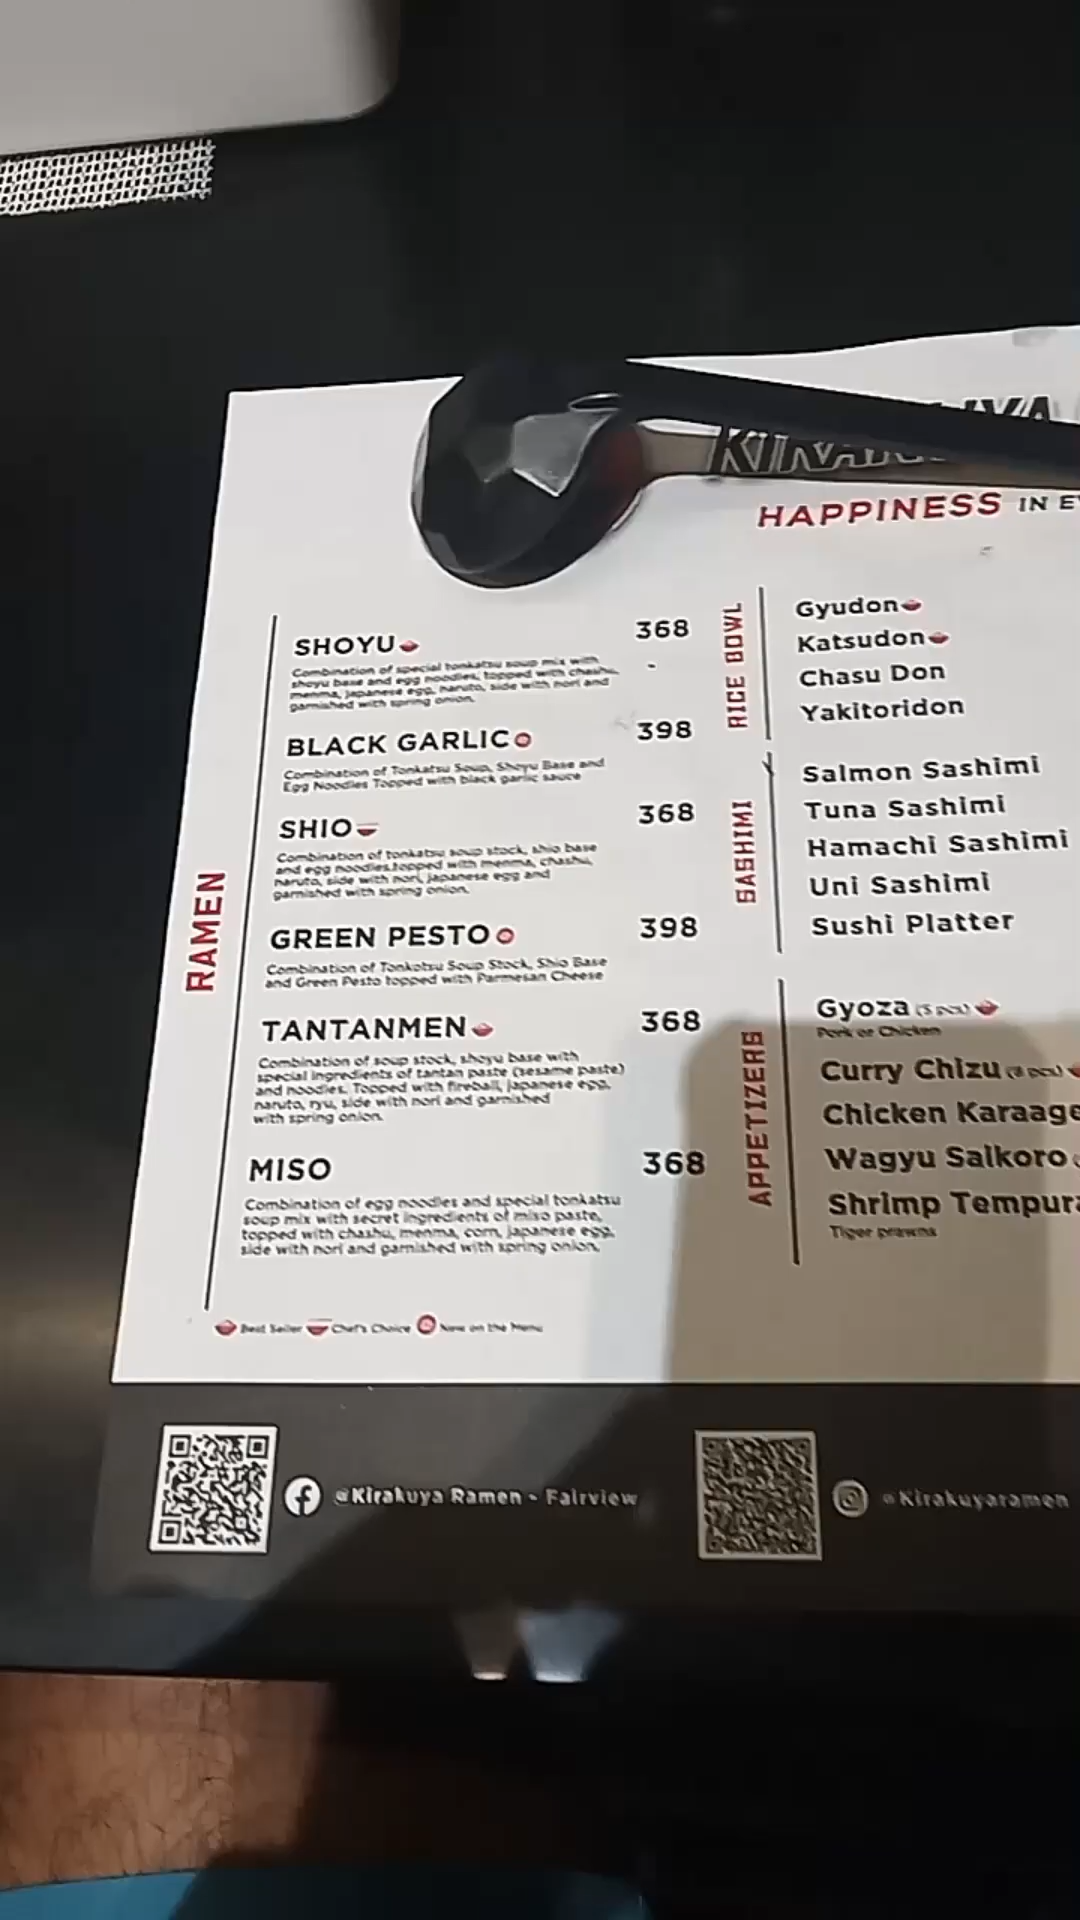 HAPPINESS IN
RAMEN
SHOYU 368
Combination of special tonkatsu soup mix with
shoyu base and egg noodles, topped with chashu,
menma, japanese egg, naruto, side with nori and
garnished with spring onion.
BLACK GARLIC 398
Combination of Tonkatsu Soup, Shoyu Base and
Egg Noodles Topped with black garlic sauce
SHIO 368
Combination of tonkatsu soup stock, shio base
and egg noodles.topped with menma, chashu,
naruto, side with nori, japanese egg and
garnished with spring onion.
GREEN PESTO 398
Combination of Tonkotsu Soup Stock, Shio Base
and Green Pesto topped with Parmesan Cheese
TANTANMEN 368
Combination of soup stock, shoyu base with
special ingredients of tantan paste (sesame paste)
and noodles. Topped with fireball, japanese egg,
naruto, ryu, side with nori and garnished
with spring onion.
MISO 368
Combination of egg noodles and special tonkatsu
soup mix with secret ingredients of miso paste,
topped with chashu, menma, corn, japanese egg,
side with nori and garnished with spring onion.
Best Seller Chef's Choice New on the Menu
RICE BOWL
Gyudon
Katsudon
Chasu Don
Yakitoridon
SASHIMI
Salmon Sashimi
Tuna Sashimi
Hamachi Sashimi
Uni Sashimi
Sushi Platter
APPETIZERS
Gyoza (5 pcs)
Pork or Chicken
Curry Chizu
Chicken Karaage
Wagyu Saikoro
Shrimp Tempura
Tiger prawns
@Kirakuya Ramen - Fairview
@Kirakuyaramen